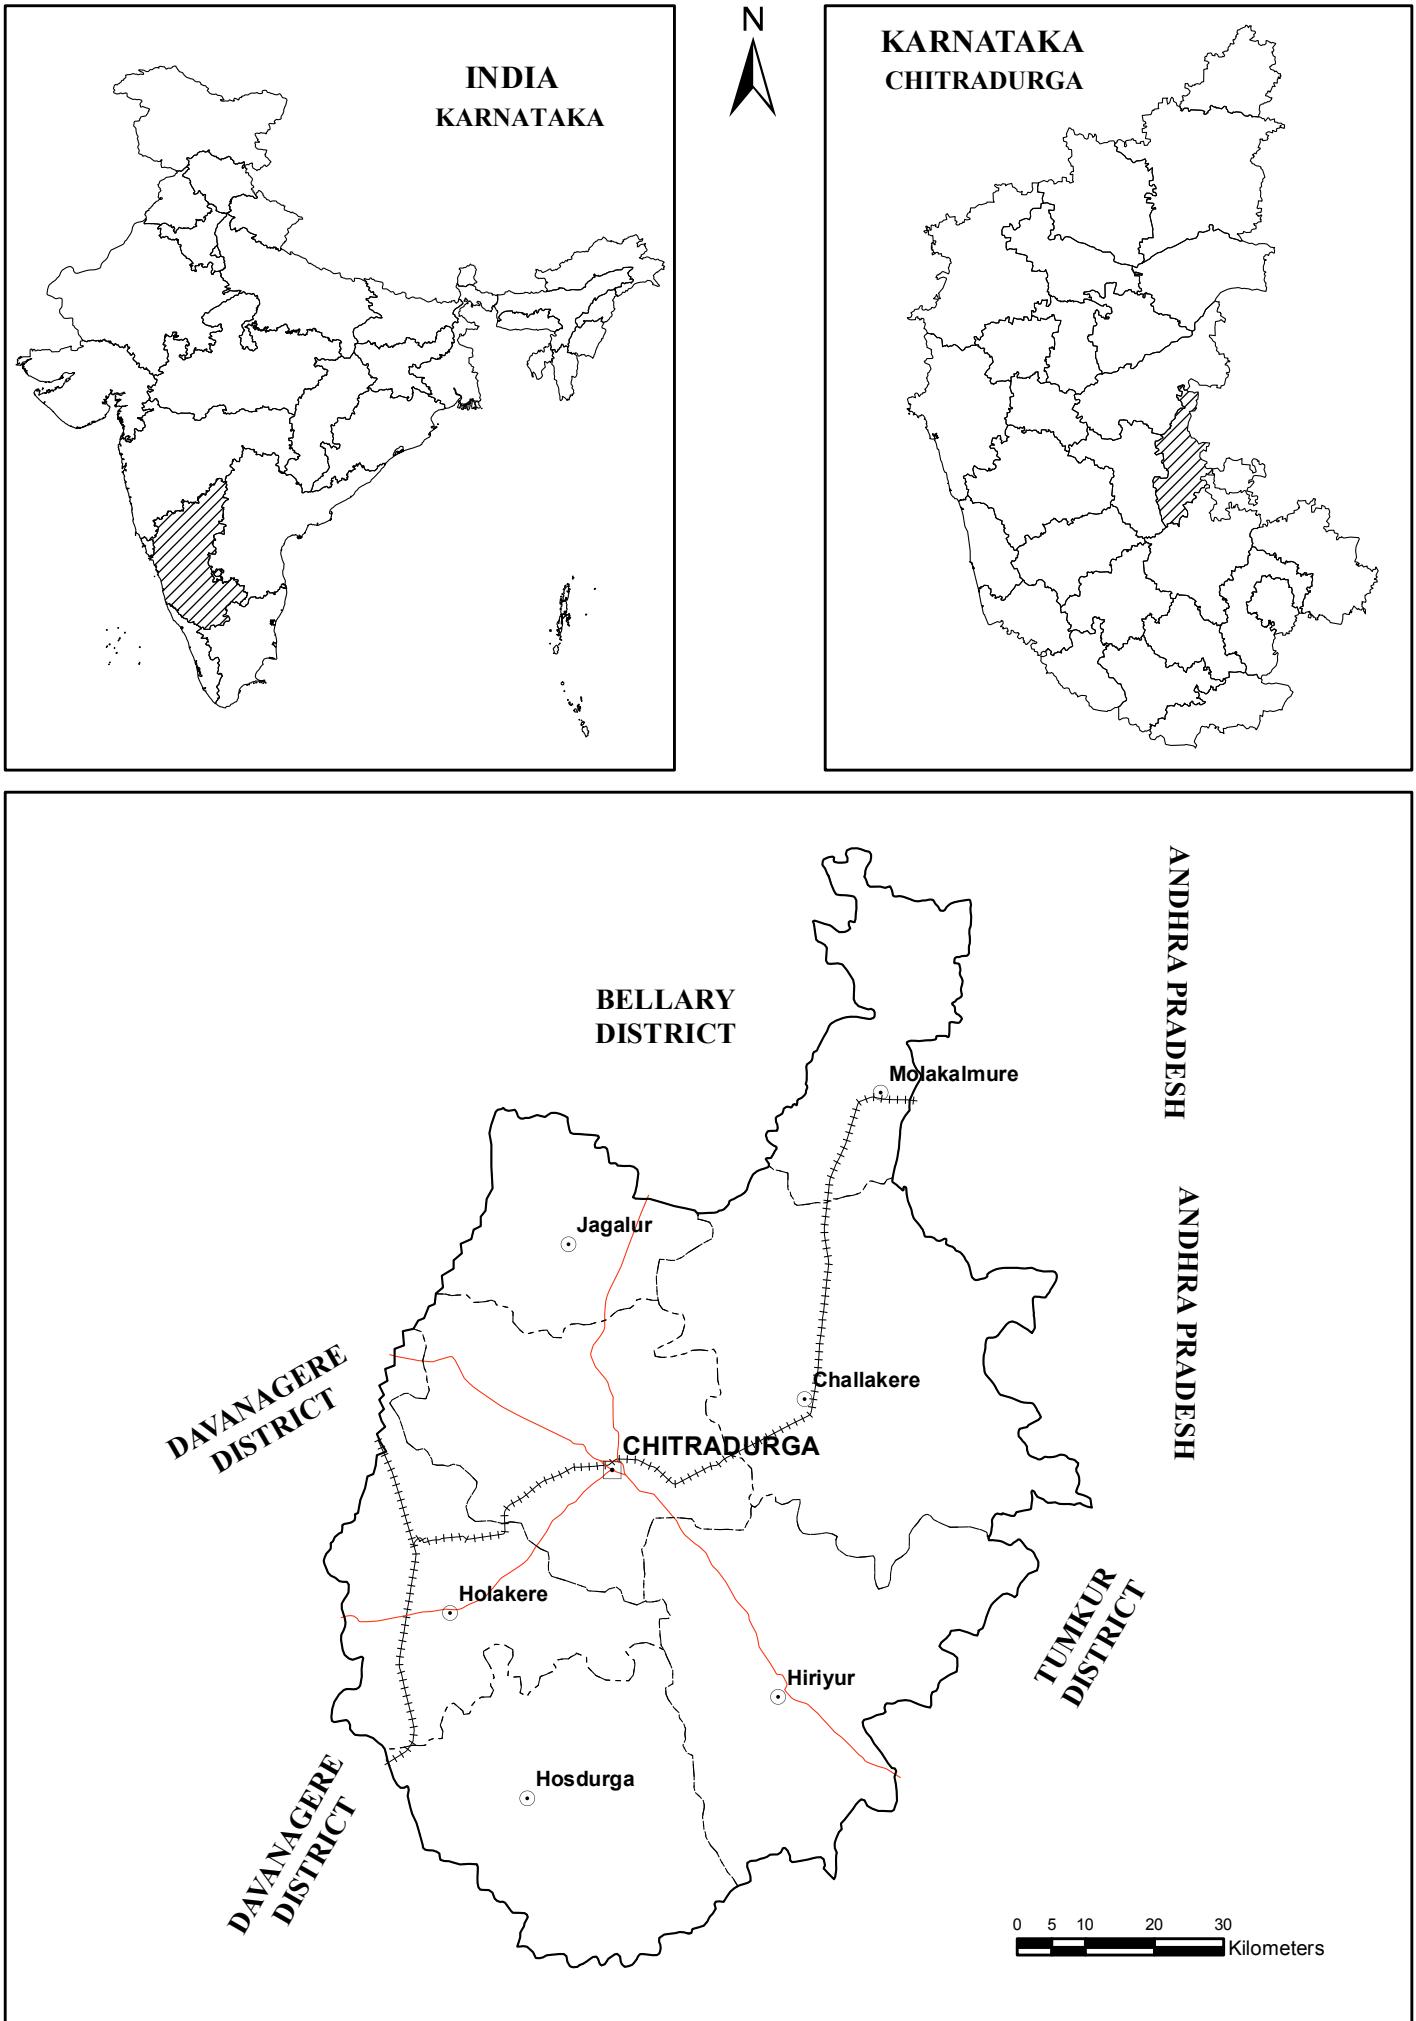 INDIA
KARNATAKA
N
KARNATAKA
CHITRADURGA
ANDHRA PRADESH
BELLARY
DISTRICT
Molakalmure
ANDHRA PRADESH
Jagalur
DAVANAGERE
DISTRICT
Challakere
CHITRADURGA
Holakere
TUMKUR
DISTRICT
Hiriyur
DAVANAGERE
DISTRICT
Hosdurga
0 5 10 20 30
Kilometers